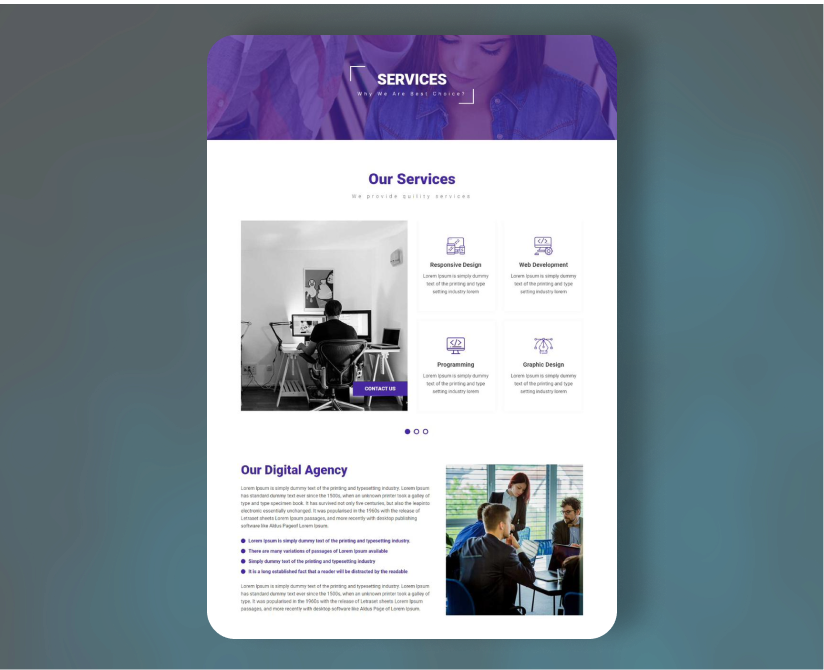 SERVICES
Why We Are Best Choice?
Our Services
We provide quility services
Responsive Design
Lorem Ipsum is simply dummy
text of the printing and type
setting industry lorem
Web Development
Lorem Ipsum is simply dummy
text of the printing and type
setting industry lorem
CONTACT US
Programming
Lorem Ipsum is simply dummy
text of the printing and type
setting industry lorem
Graphic Design
Lorem Ipsum is simply dummy
text of the printing and type
setting industry lorem
Our Digital Agency
Lorem Ipsum is simply dummy text of the printing and typesetting industry. Lorem Ipsum
has standard dummy text ever since the 1500s, when an unknown printer took a galley of
type and type specimen book. It has survived not only five centuries, but also the leapinto
electronic essentially unchanged. It was popularised in the 1960s with the release of
Letraset sheets Lorem Ipsum passages, and more recently with desktop publishing
software like Aldus Pageof Lorem Ipsum.
Lorem Ipsum is simply dummy text of the printing and typesetting industry.
There are many variations of passages of Lorem Ipsum available
Simply dummy text of the printing and typesetting industry
It is a long established fact that a reader will be distracted by the readable
Lorem Ipsum is simply dummy text of the printing and typesetting industry. Lorem Ipsum
has standard dummy text ever since the 1500s, when an unknown printer took a galley of
type. It was popularised in the 1960s with the release of Letraset sheets Lorem Ipsum
passages, and more recently with desktop software like Aldus Page of Lorem Ipsum.